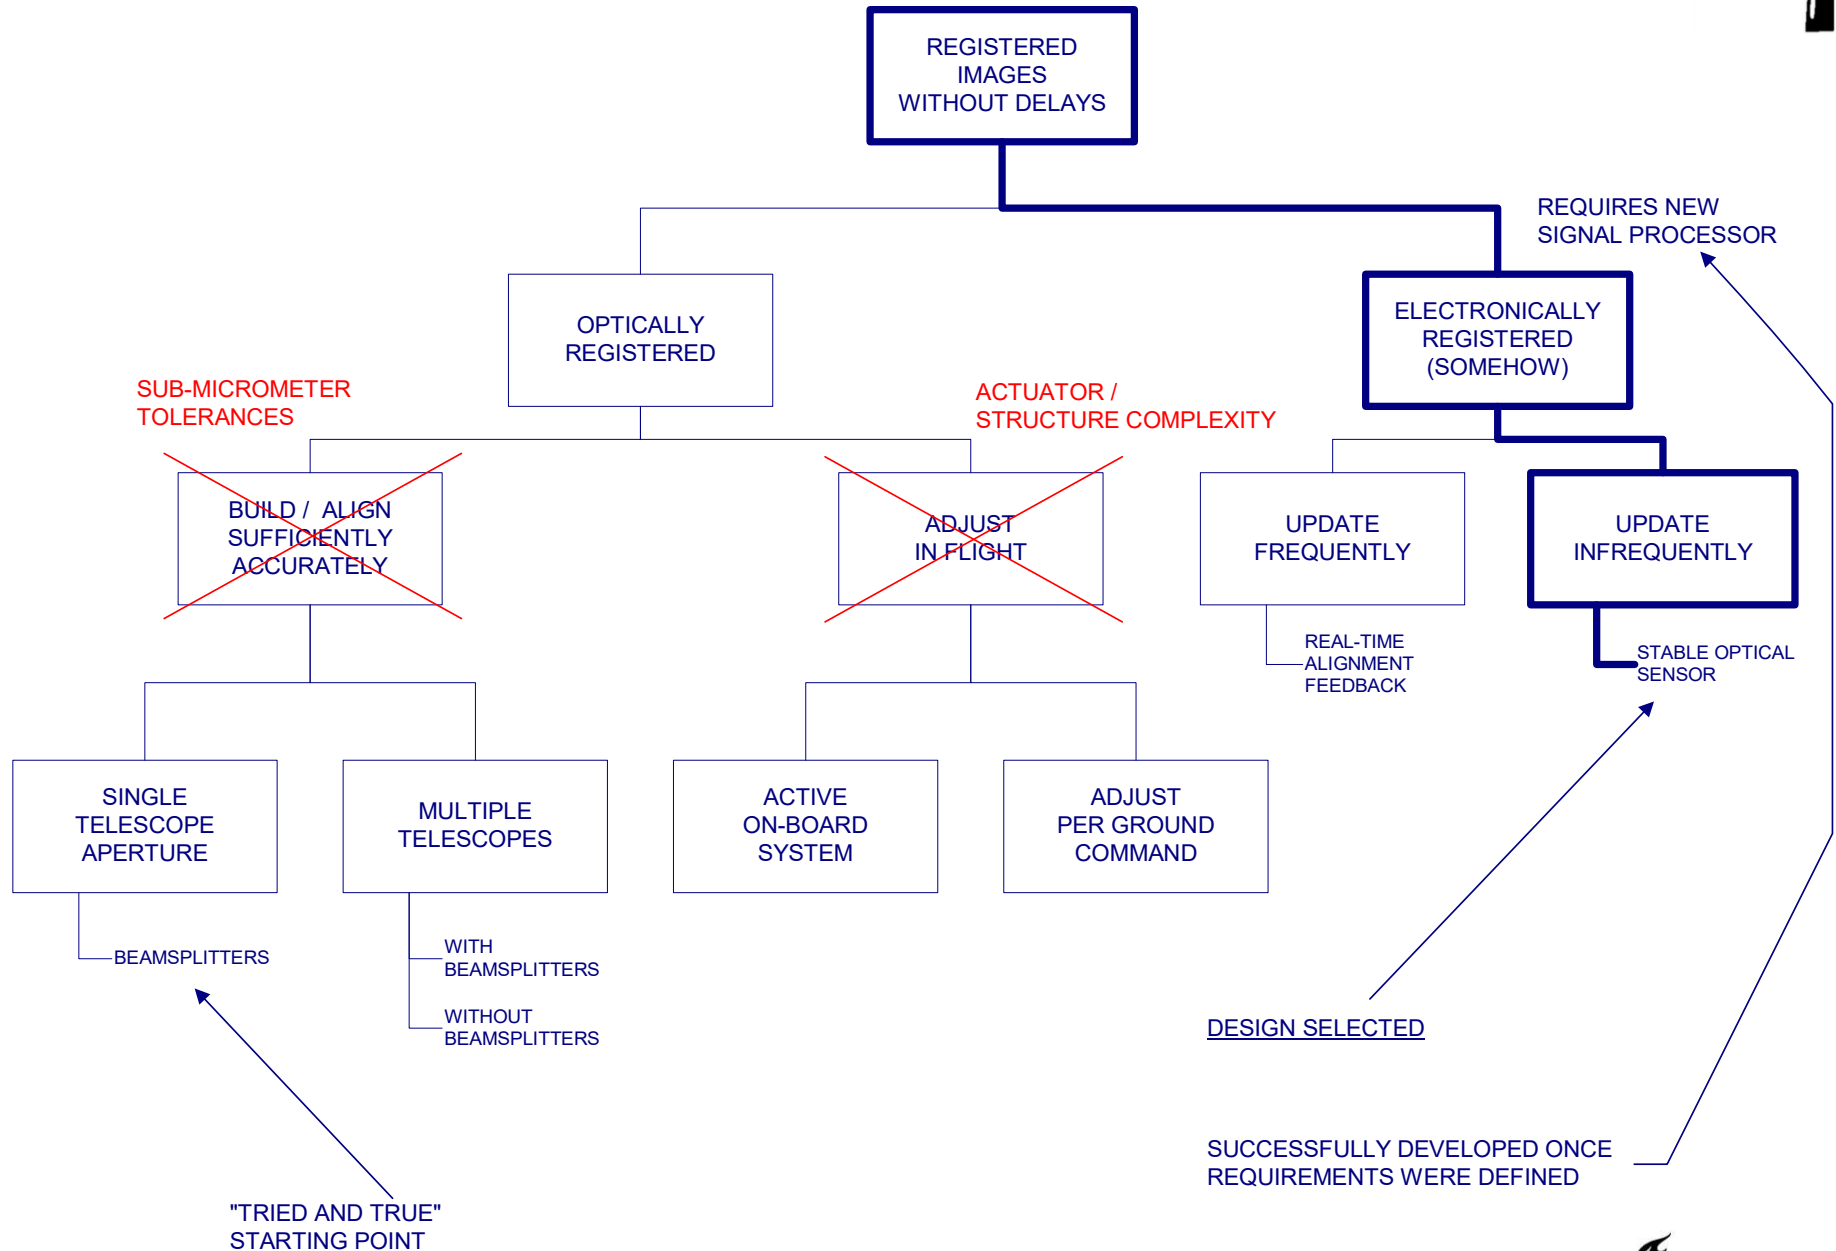 REGISTERED
IMAGES
WITHOUT DELAYS
REQUIRES NEW
SIGNAL PROCESSOR
OPTICALLY
REGISTERED
ELECTRONICALLY
REGISTERED
(SOMEHOW)
SUB-MICROMETER
TOLERANCES
ACTUATOR /
STRUCTURE COMPLEXITY
BUILD / ALIGN
SUFFICIENTLY
ACCURATELY
ADJUST
IN FLIGHT
UPDATE
FREQUENTLY
UPDATE
INFREQUENTLY
REAL-TIME
ALIGNMENT
FEEDBACK
STABLE OPTICAL
SENSOR
SINGLE
TELESCOPE
APERTURE
MULTIPLE
TELESCOPES
ACTIVE
ON-BOARD
SYSTEM
ADJUST
PER GROUND
COMMAND
BEAMSPLITTERS
WITH
BEAMSPLITTERS
WITHOUT
BEAMSPLITTERS
DESIGN SELECTED
SUCCESSFULLY DEVELOPED ONCE
REQUIREMENTS WERE DEFINED
"TRIED AND TRUE"
STARTING POINT